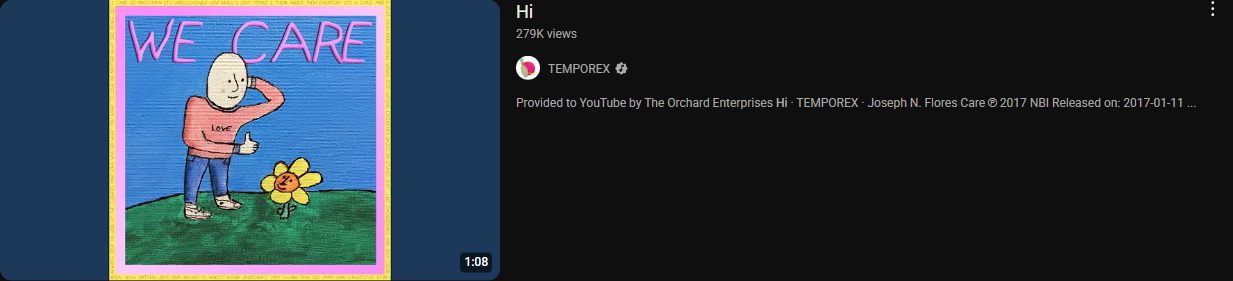 WE CARE
LOVE
1:08
Hi
279K views
TEMPOREX
Provided to YouTube by The Orchard Enterprises Hi · TEMPOREX · Joseph N. Flores Care ℗ 2017 NBI Released on: 2017-01-11 ...